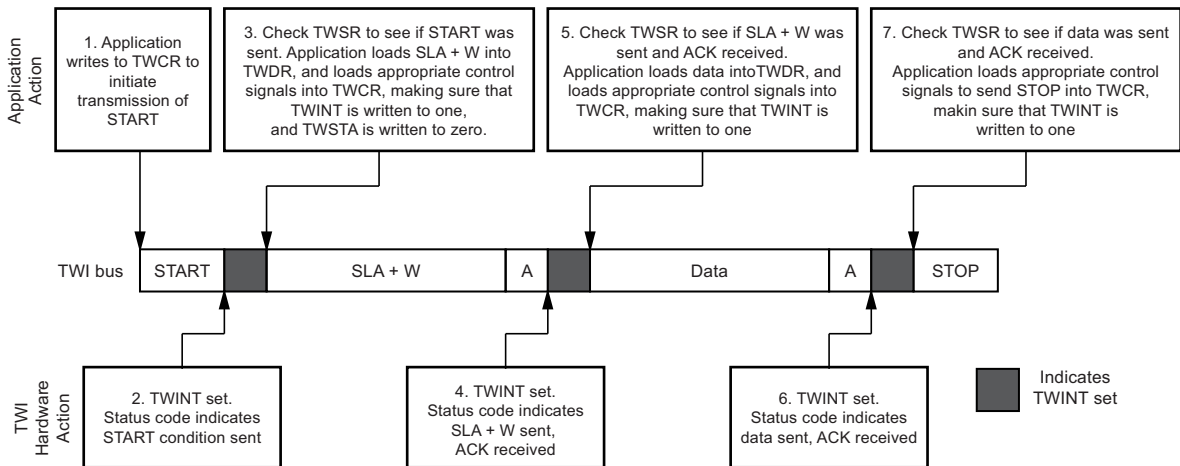 Application
Action
1. Application
writes to TWCR to
initiate
transmission of
START
3. Check TWSR to see if START was
sent. Application loads SLA + W into
TWDR, and loads appropriate control
signals into TWCR, making sure that
TWINT is written to one,
and TWSTA is written to zero.
5. Check TWSR to see if SLA + W was
sent and ACK received.
Application loads data intoTWDR, and
loads appropriate control signals into
TWCR, making sure that TWINT is
written to one
7. Check TWSR to see if data was sent
and ACK received.
Application loads appropriate control
signals to send STOP into TWCR,
makin sure that TWINT is
written to one
TWI bus
START
SLA + W
A
Data
A
STOP
TWI
Hardware
Action
2. TWINT set.
Status code indicates
START condition sent
4. TWINT set.
Status code indicates
SLA + W sent,
ACK received
6. TWINT set.
Status code indicates
data sent, ACK received
Indicates
TWINT set